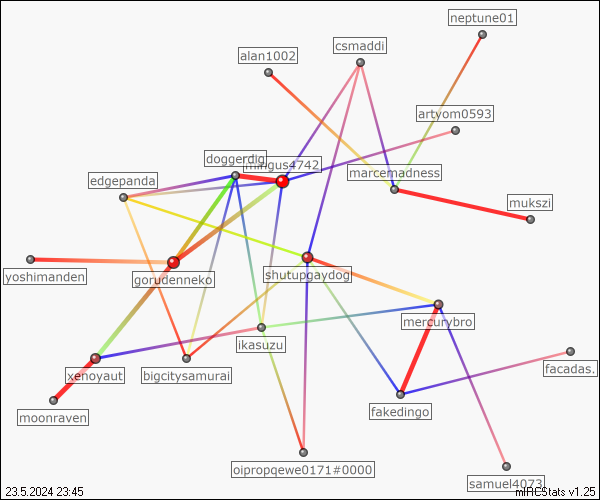 neptune01
csmaddi
alan1002
artyom0593
doggerdig
mingus4742
marcemadness
edgepanda
mukszi
yoshimanden
gorudenneko
shutupgaydog
mercurybro
ikasuzu
xenoyaut
bigcitysamurai
facadas.
moonraven
fakedingo
oipropqewe0171#0000
samuel4073
23.5.2024 23:45
mIRCStats v1.25